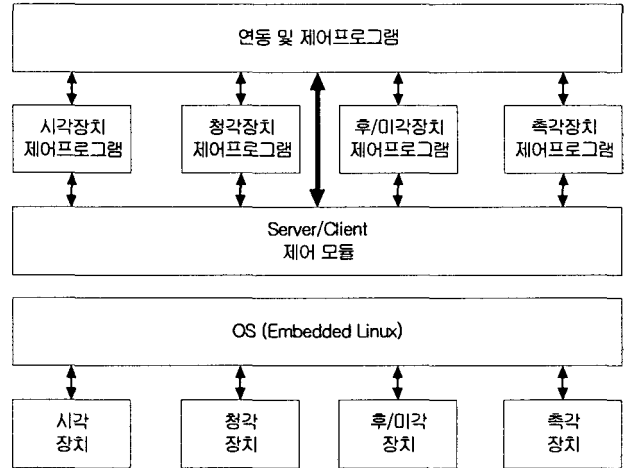 연동 및 제어프로그램
시각장치
제어프로그램
청각장치
제어프로그램
후/미각장치
제어프로그램
촉각장치
제어프로그램
Server/Client
제어 모듈
OS (Embedded Linux)
시각
장치
청각
장치
후/미각
장치
촉각
장치